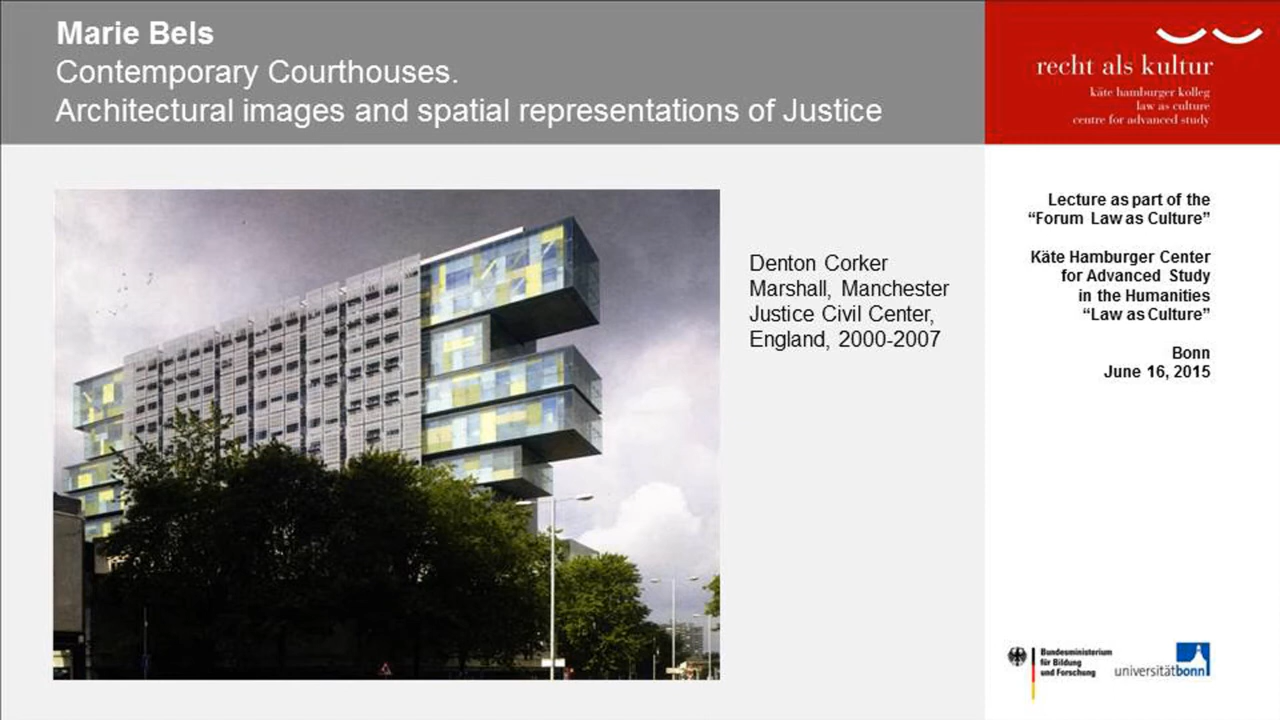 Marie Bels
Contemporary Courthouses.
Architectural images and spatial representations of Justice
recht als kultur
käte hamburger kolleg
law as culture
centre for advanced study
Denton Corker
Marshall, Manchester
Justice Civil Center,
England, 2000-2007
Lecture as part of the
“Forum Law as Culture”
Käte Hamburger Center
for Advanced Study
in the Humanities
“Law as Culture”
Bonn
June 16, 2015
Bundesministerium
für Bildung
und Forschung
universitätbonn